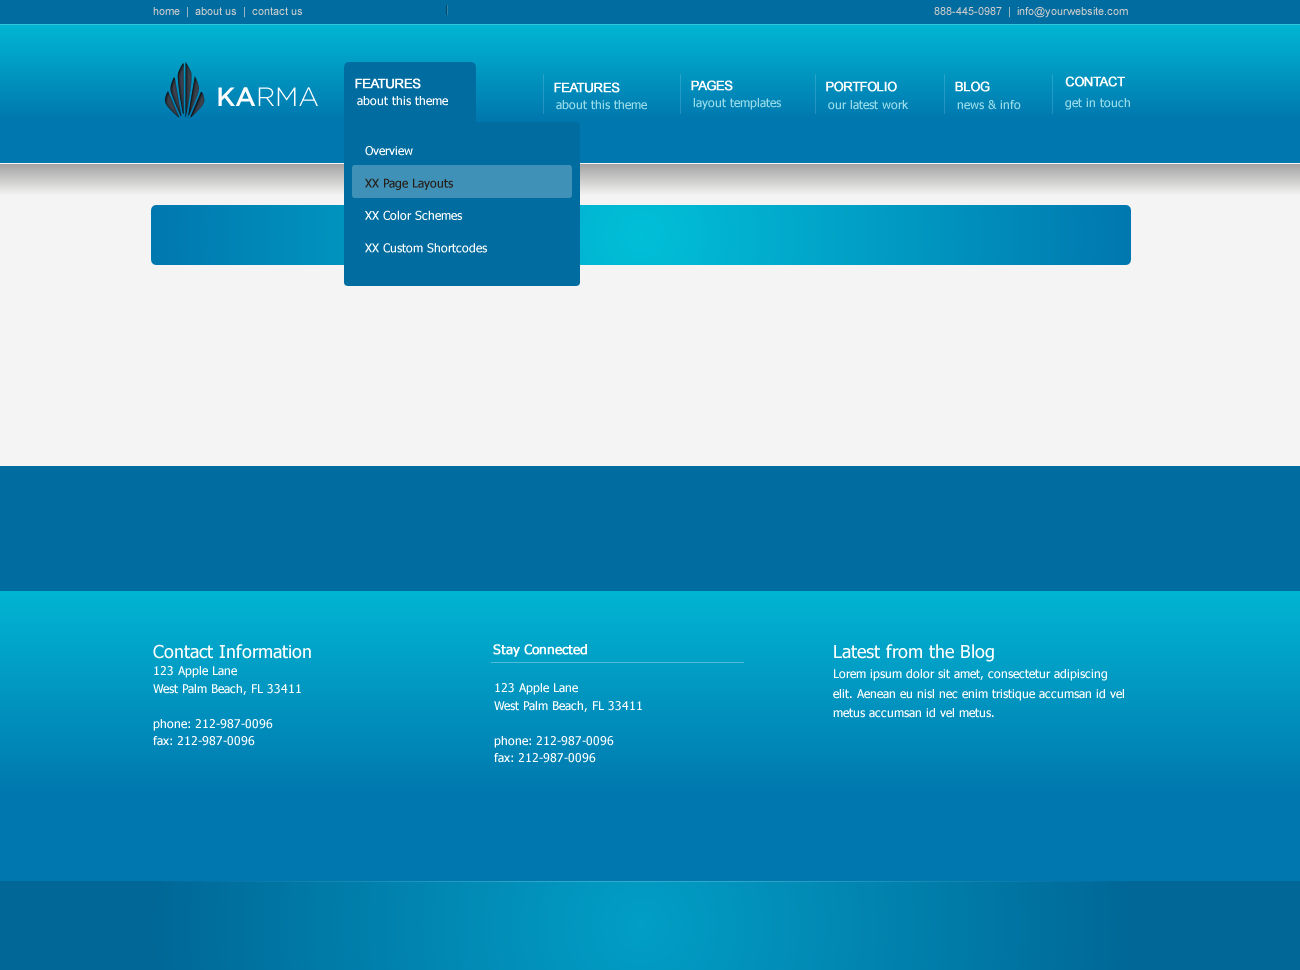 home | about us | contact us
888-445-0987 | info@yourwebsite.com
KARMA
FEATURES
about this theme
FEATURES
about this theme
PAGES
layout templates
PORTFOLIO
our latest work
BLOG
news & info
CONTACT
get in touch
Overview
XX Page Layouts
XX Color Schemes
XX Custom Shortcodes
Contact Information
123 Apple Lane
West Palm Beach, FL 33411
phone: 212-987-0096
fax: 212-987-0096
Stay Connected
123 Apple Lane
West Palm Beach, FL 33411
phone: 212-987-0096
fax: 212-987-0096
Latest from the Blog
Lorem ipsum dolor sit amet, consectetur adipiscing
elit. Aenean eu nisl nec enim tristique accumsan id vel
metus accumsan id vel metus.